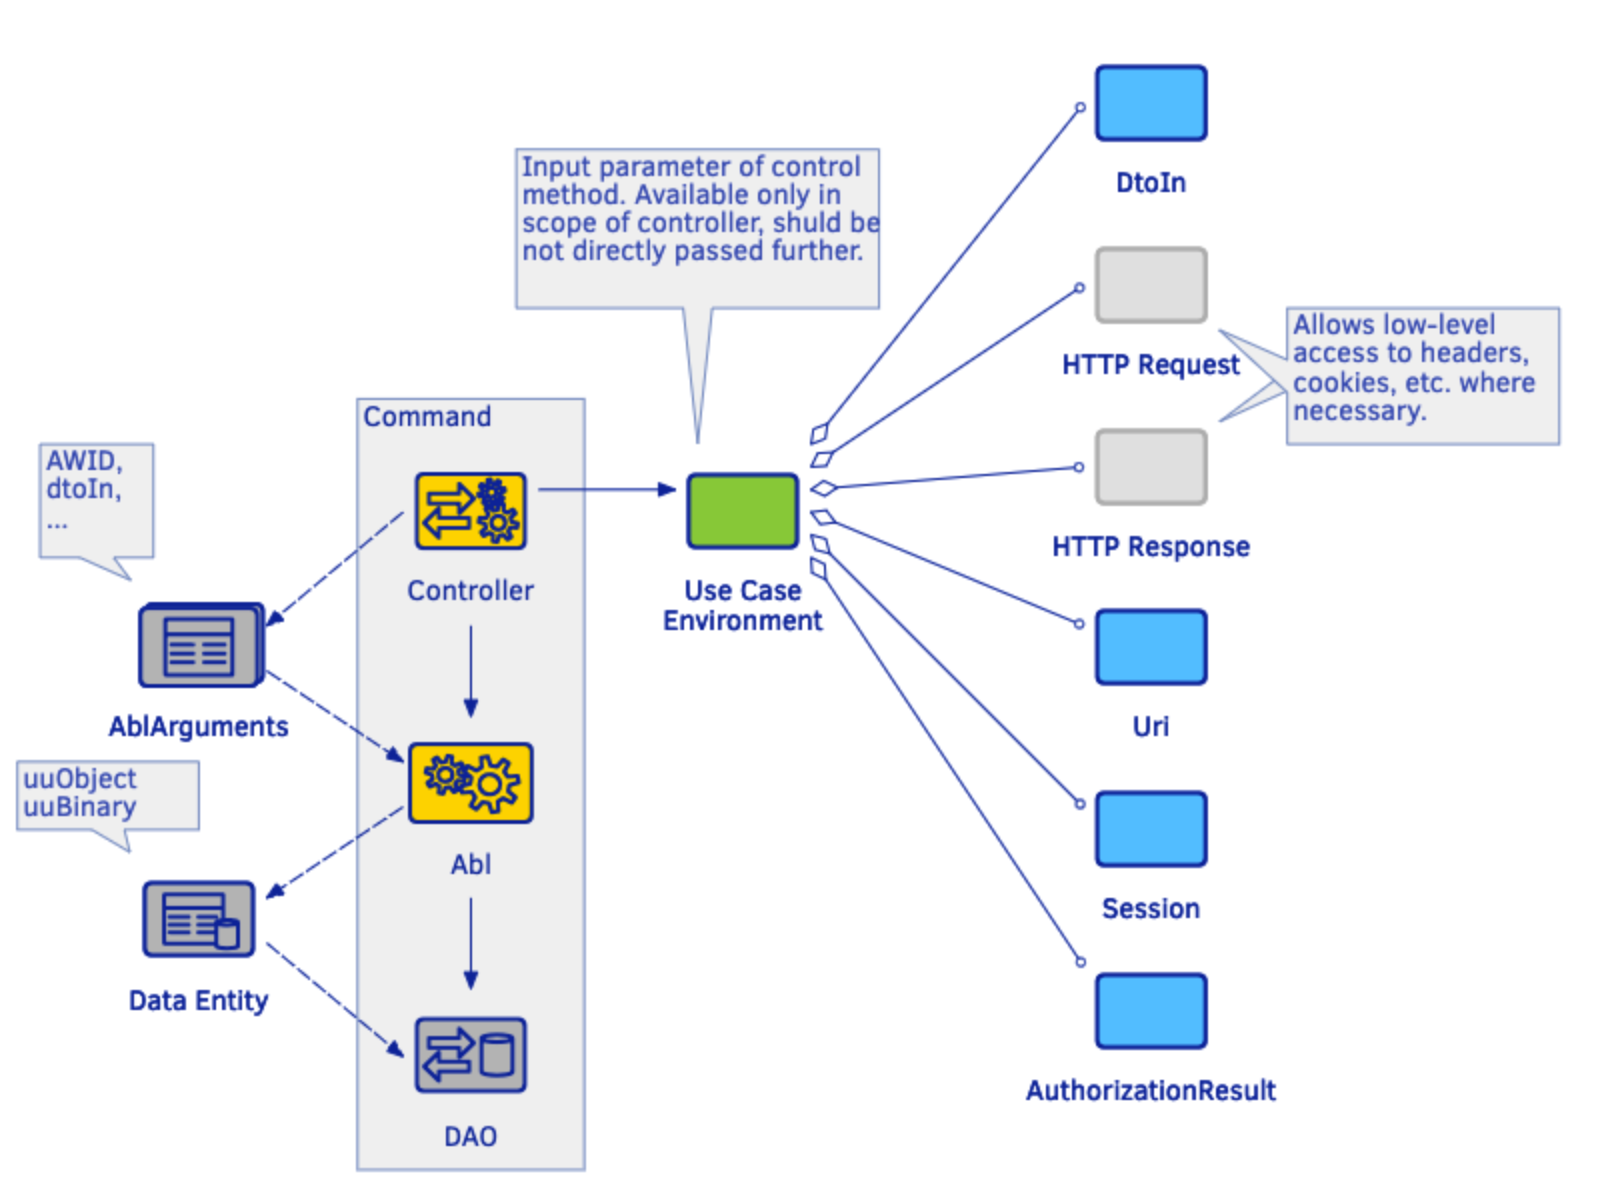 DtoIn
Input parameter of control
method. Available only in
scope of controller, shuld be
not directly passed further.
HTTP Request
Allows low-level
access to headers,
cookies, etc. where
necessary.
Command
AWID,
dtoIn,
...
Controller
Use Case
Environment
HTTP Response
AblArguments
Uri
uuObject
uuBinary
Abl
Session
Data Entity
DAO
AuthorizationResult